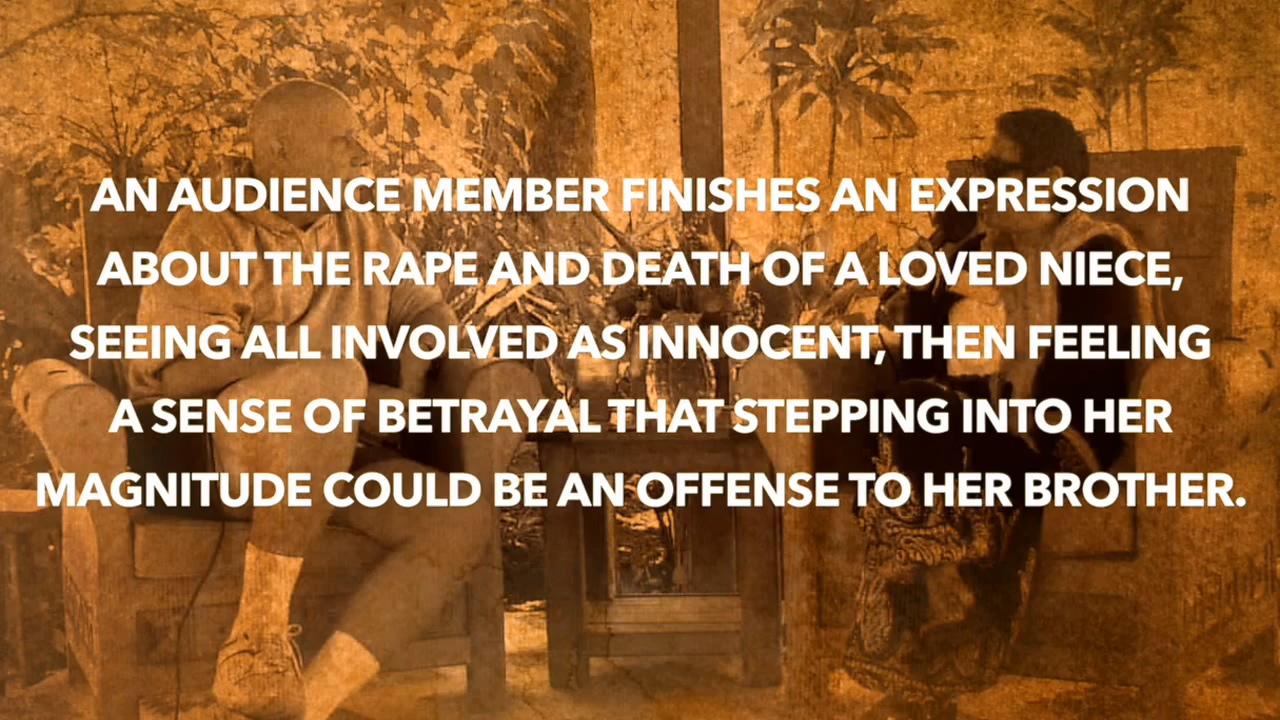 AN AUDIENCE MEMBER FINISHES AN EXPRESSION
ABOUT THE RAPE AND DEATH OF A LOVED NIECE,
SEEING ALL INVOLVED AS INNOCENT, THEN FEELING
A SENSE OF BETRAYAL THAT STEPPING INTO HER
MAGNITUDE COULD BE AN OFFENSE TO HER BROTHER.